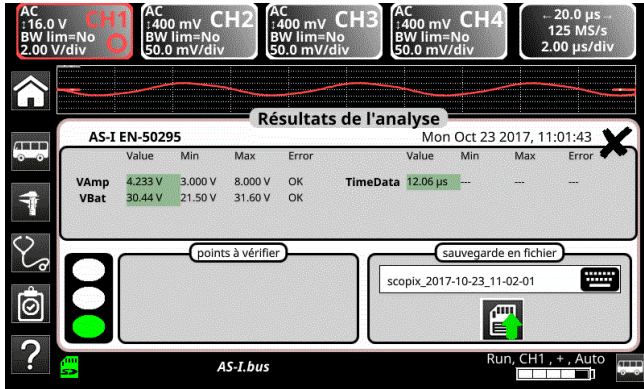 AC
↕16.0 V CH1
BW lim=No
2.00 V/div
AC
↕400 mV CH2
BW lim=No
50.0 mV/div
AC
↕400 mV CH3
BW lim=No
50.0 mV/div
AC
↕400 mV CH4
BW lim=No
50.0 mV/div
←20.0 µs→
125 MS/s
2.00 µs/div
Résultats de l'analyse
AS-I EN-50295 Mon Oct 23 2017, 11:01:43
Value Min Max Error Value Min Max Error
VAmp 4.233 V 3.000 V 8.000 V OK TimeData 12.06 µs --- --- ---
VBat 30.44 V 21.50 V 31.60 V OK
points à vérifier
sauvegarde en fichier
scopix_2017-10-23_11-02-01
?
AS-I.bus
Run, CH1 , + , Auto